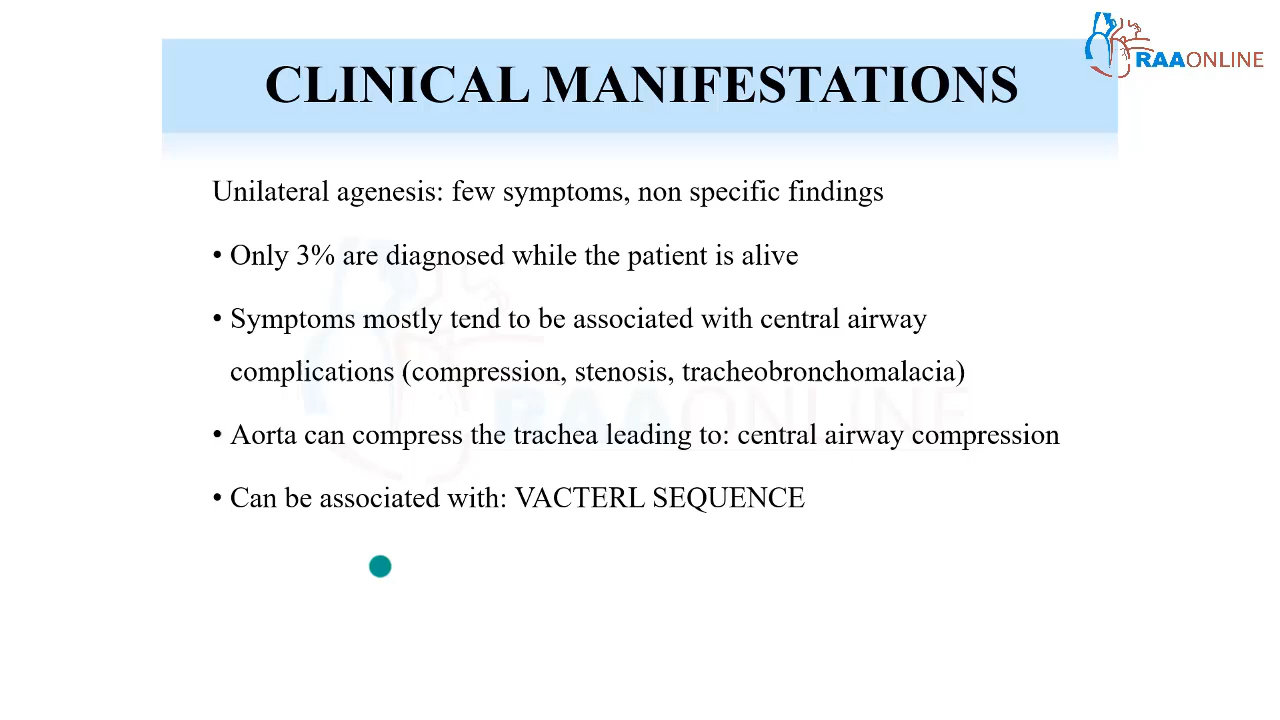 RAAONLINE
CLINICAL MANIFESTATIONS
Unilateral agenesis: few symptoms, non specific findings
• Only 3% are diagnosed while the patient is alive
• Symptoms mostly tend to be associated with central airway
complications (compression, stenosis, tracheobronchomalacia)
RAAONLINE
• Aorta can compress the trachea leading to: central airway compression
• Can be associated with: VACTERL SEQUENCE